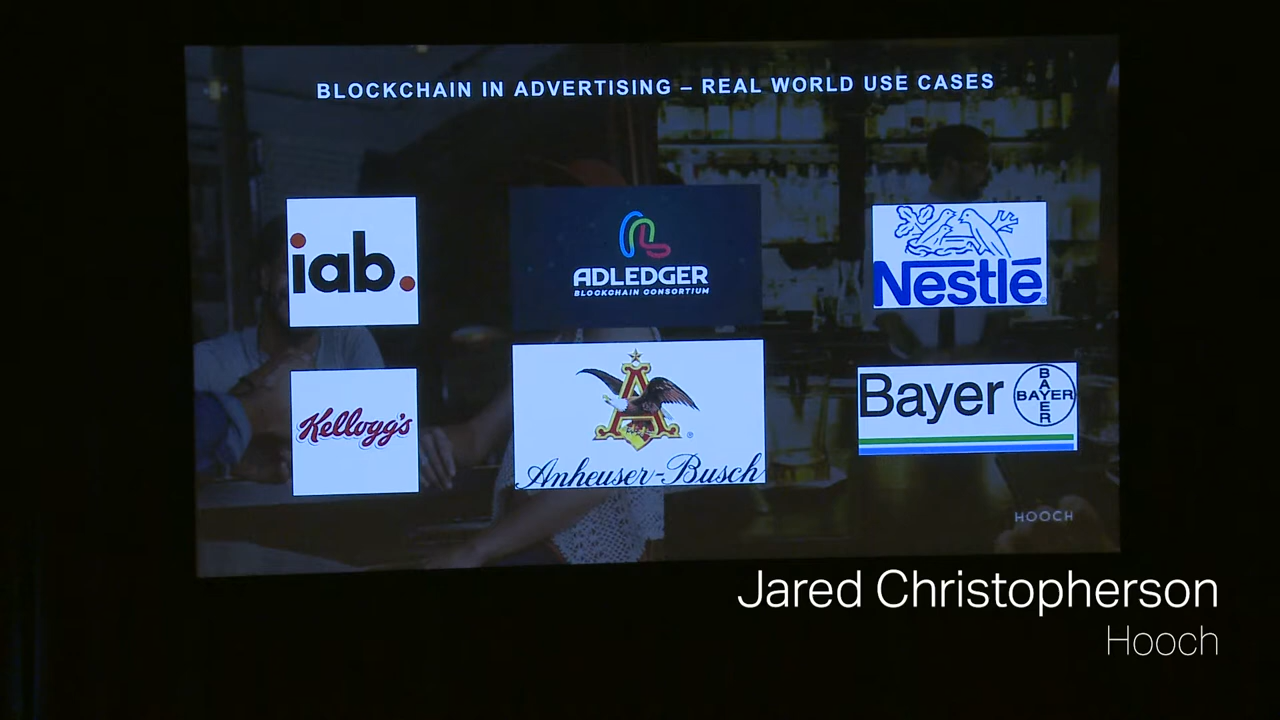 BLOCKCHAIN IN ADVERTISING – REAL WORLD USE CASES
iab.
ADLEDGER
BLOCKCHAIN CONSORTIUM
Nestlé
Kellogg's
Anheuser-Busch
Bayer
BAYER
BAYER
HOOCH
Jared Christopherson
Hooch